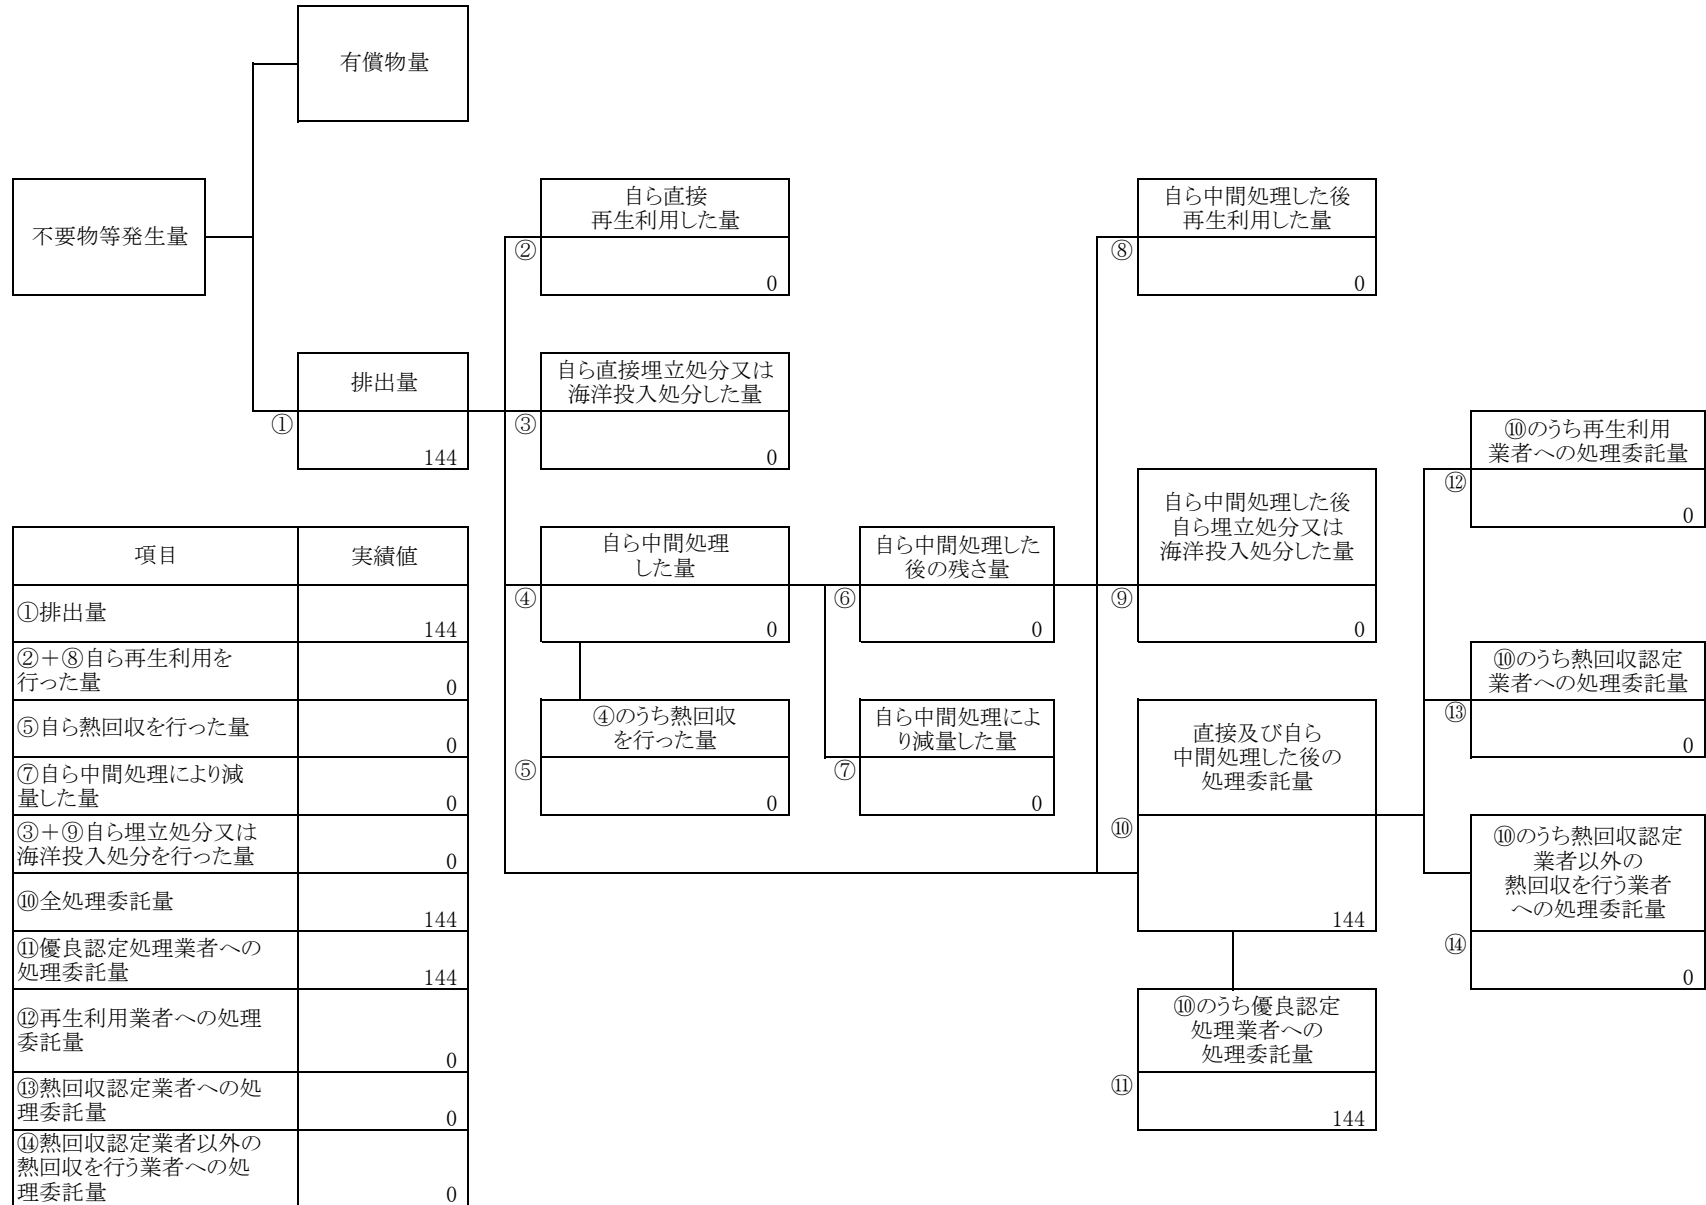 有償物量
不要物等発生量
排出量
①
144
自ら直接
再生利用した量
②
0
自ら直接埋立処分又は
海洋投入処分した量
③
0
自ら中間処理
した量
④
0
④のうち熱回収
を行った量
⑤
0
自ら中間処理した
後の残さ量
⑥
0
自ら中間処理によ
り減量した量
⑦
0
自ら中間処理した後
再生利用した量
⑧
0
自ら中間処理した後
自ら埋立処分又は
海洋投入処分した量
⑨
0
直接及び自ら
中間処理した後の
処理委託量
⑩
144
⑩のうち優良認定
処理業者への
処理委託量
⑪
144
⑩のうち再生利用
業者への処理委託量
⑫
0
⑩のうち熱回収認定
業者への処理委託量
⑬
0
⑩のうち熱回収認定
業者以外の
熱回収を行う業者
への処理委託量
⑭
0
項目 実績値
①排出量
144
②＋⑧自ら再生利用を
行った量
0
⑤自ら熱回収を行った量
0
⑦自ら中間処理により減
量した量
0
③＋⑨自ら埋立処分又は
海洋投入処分を行った量
0
⑩全処理委託量
144
⑪優良認定処理業者への
処理委託量
144
⑫再生利用業者への処理
委託量
0
⑬熱回収認定業者への処
理委託量
0
⑭熱回収認定業者以外の
熱回収を行う業者への処
理委託量
0